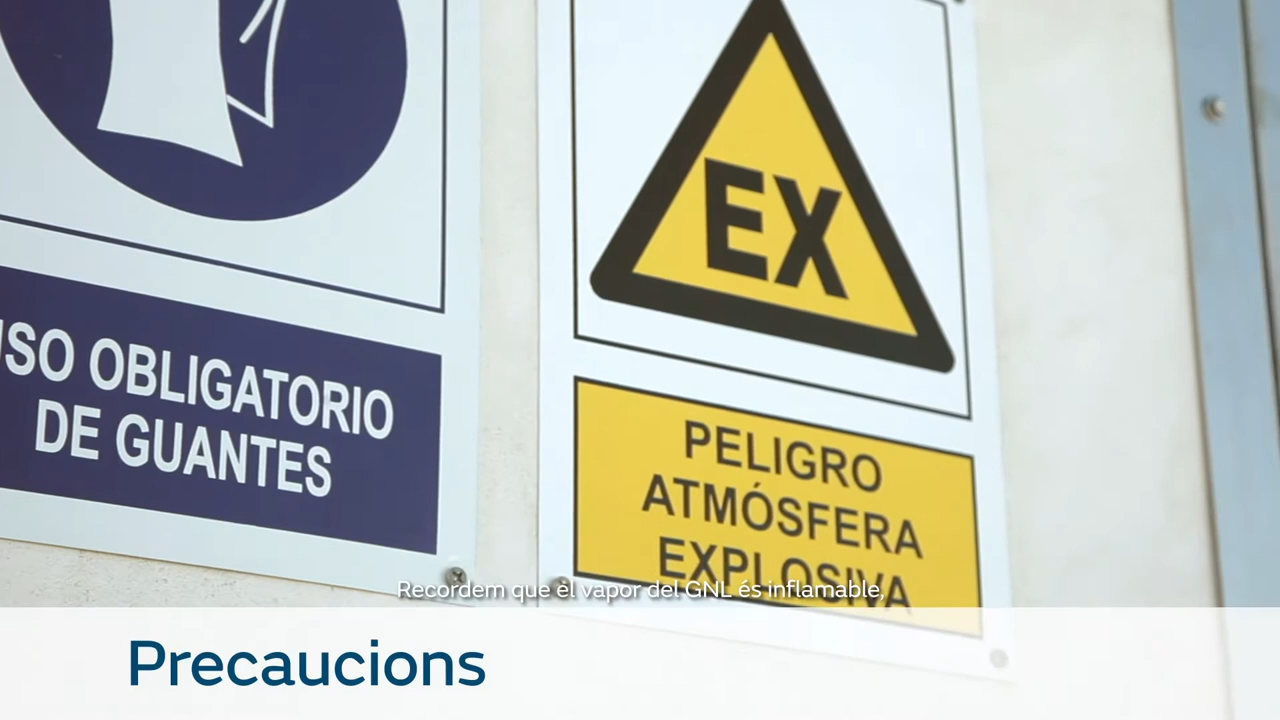 USO OBLIGATORIO
DE GUANTES
EX
PELIGRO
ATMÓSFERA
EXPLOSIVA
Recordem que el vapor del GNL és inflamable,
Precaucions